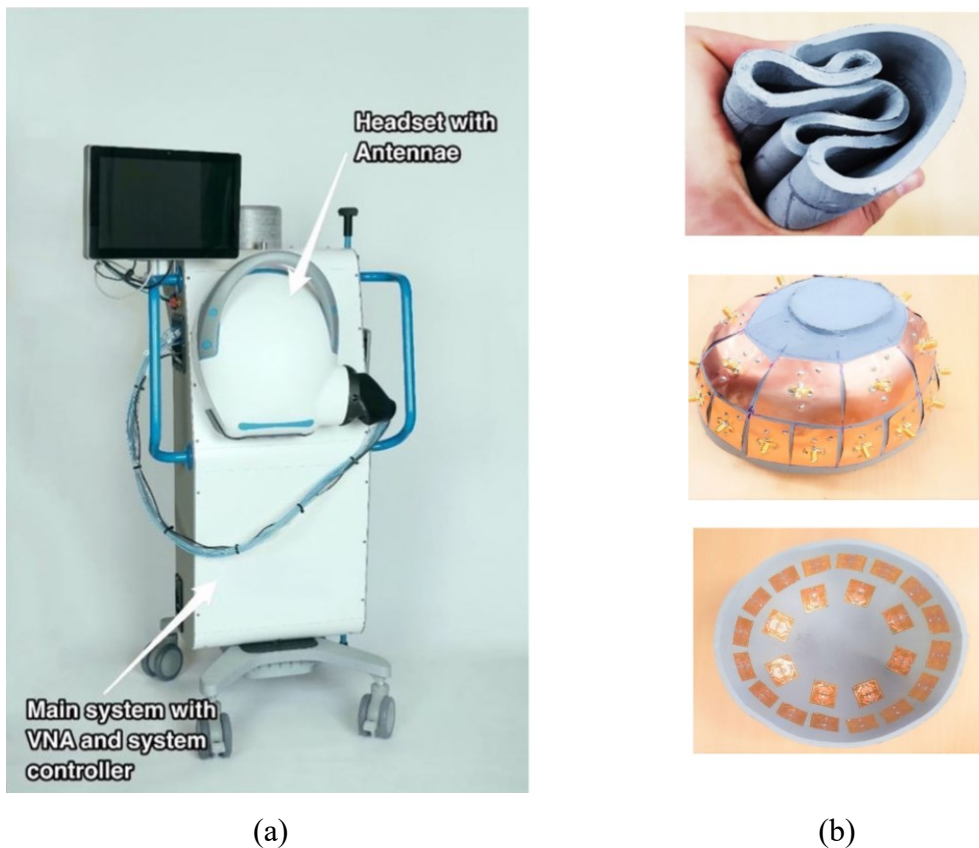 Headset with
Antennae
Main system with
VNA and system
controller
(a)
(b)